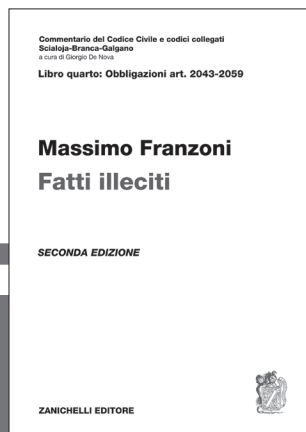 Commentario del Codice Civile e codici collegati
Scialoja-Branca-Galgano
a cura di Giorgio De Nova
Libro quarto: Obbligazioni art. 2043-2059
Massimo Franzoni
Fatti illeciti
SECONDA EDIZIONE
ZANICHELLI EDITORE